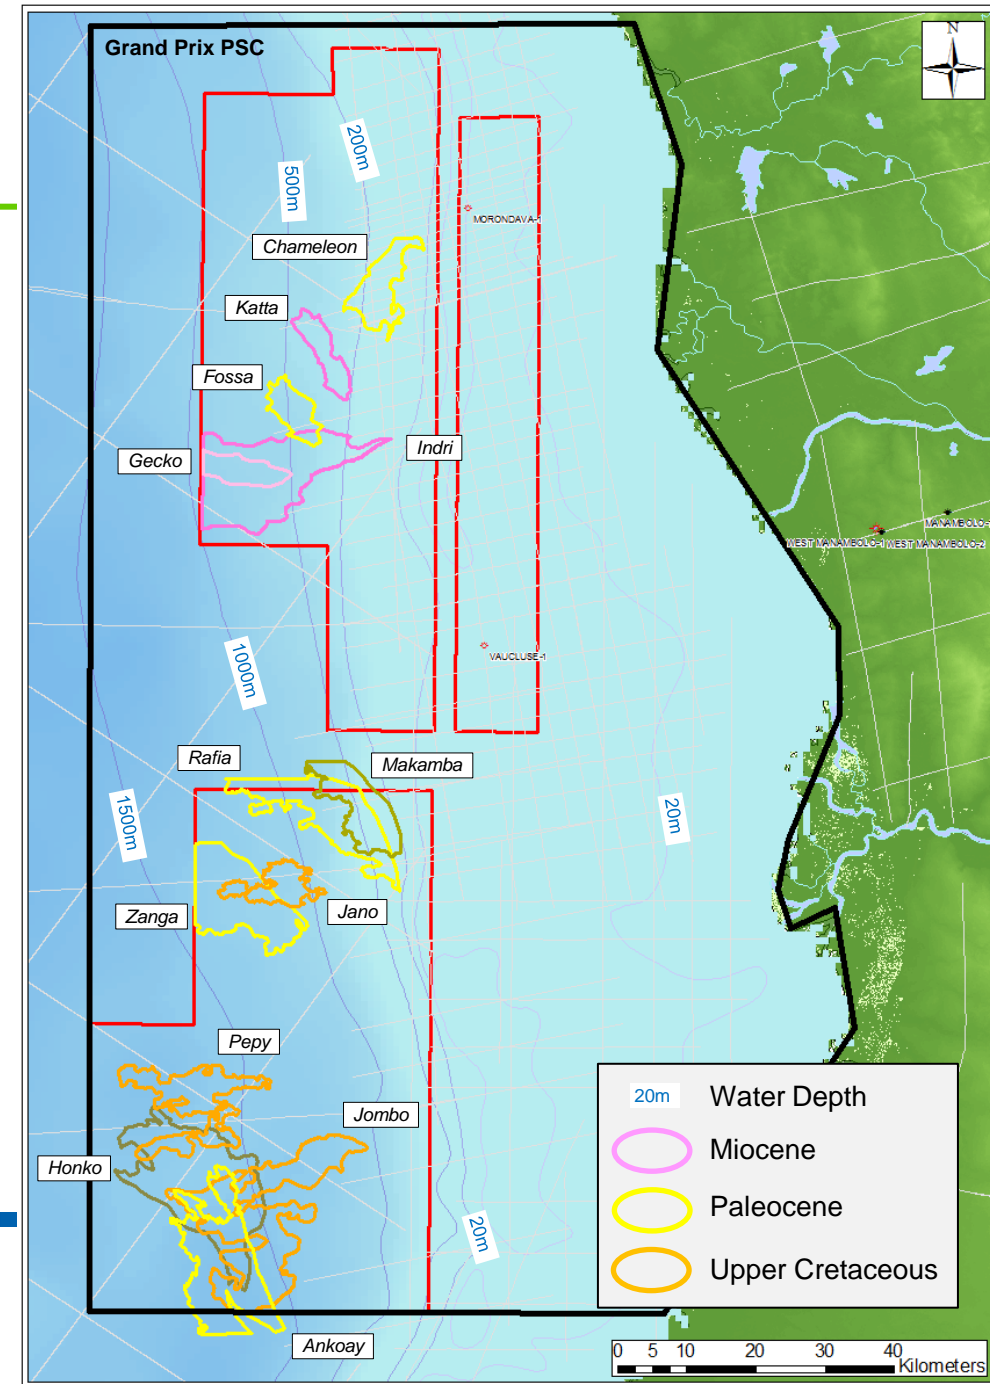 Grand Prix PSC
N
200m
500m
MORONDAVA-1
Chameleon
Katta
Fossa
Indri
Gecko
MANAMBOLO-1
WEST MANAMBOLO-1
WEST MANAMBOLO-2
1000m
VAUCLUSE-1
Rafia
Makamba
1500m
20m
Zanga
Jano
Pepy
Jombo
Honko
20m
Ankoay
20m Water Depth
Miocene
Paleocene
Upper Cretaceous
0 5 10 20 30 40
Kilometers